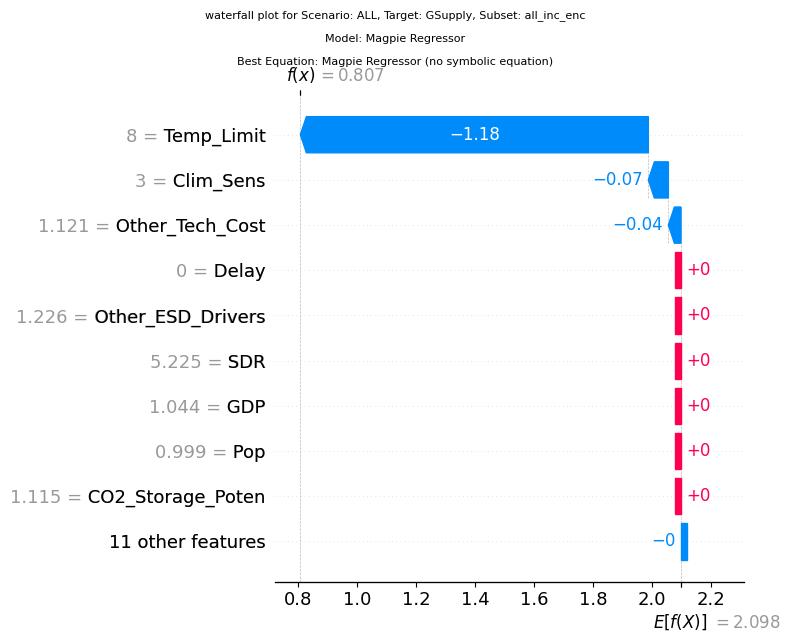 waterfall plot for Scenario: ALL, Target: GSupply, Subset: all_inc_enc
Model: Magpie Regressor
Best Equation: Magpie Regressor (no symbolic equation)
f(x) = 0.807
8 = Temp_Limit −1.18
3 = Clim_Sens −0.07
1.121 = Other_Tech_Cost −0.04
0 = Delay +0
1.226 = Other_ESD_Drivers +0
5.225 = SDR +0
1.044 = GDP +0
0.999 = Pop +0
1.115 = CO2_Storage_Poten +0
11 other features −0
0.8 1.0 1.2 1.4 1.6 1.8 2.0 2.2
E[f(X)] = 2.098